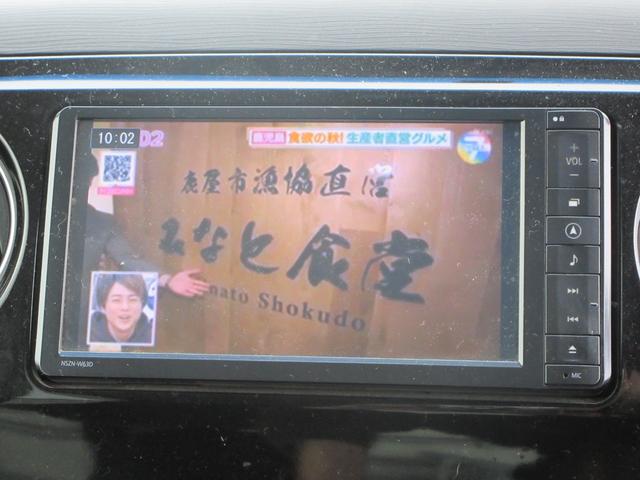 10:02 D2
鹿児島 食欲の秋!生産者直営グルメ
鹿屋市漁協直営
みなと食堂
nato Shokudo
VOL
NSZN-W63D
MIC